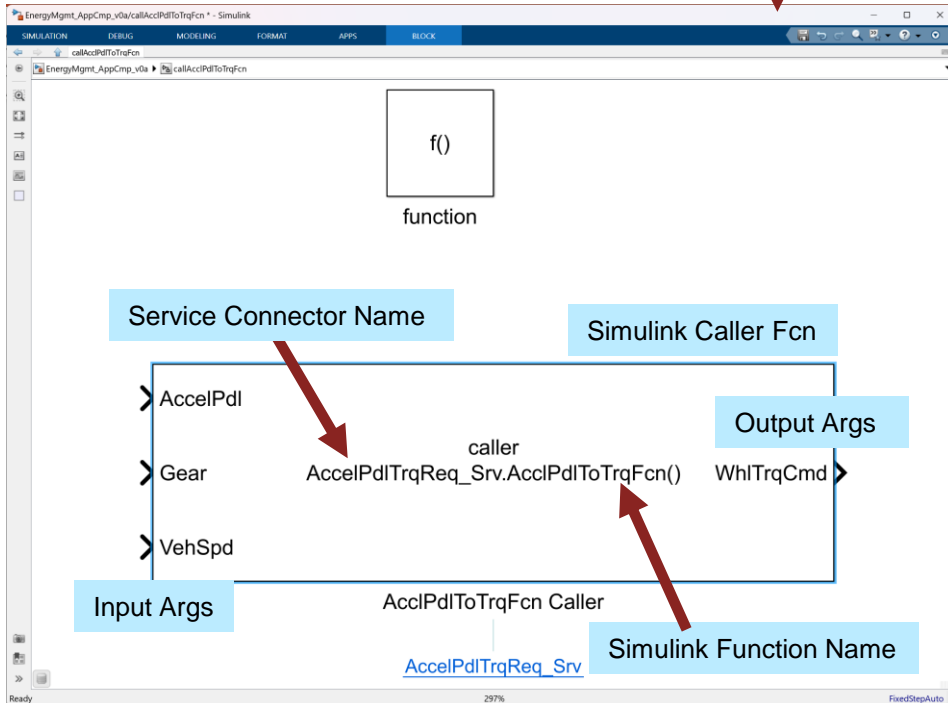 EnergyMgmt_AppCmp_v0a/callAcclPdlToTrqFcn * - Simulink
SIMULATION DEBUG MODELING FORMAT APPS BLOCK
callAcclPdlToTrqFcn
EnergyMgmt_AppCmp_v0a callAcclPdlToTrqFcn
f()
function
Service Connector Name
Simulink Caller Fcn
AccelPdl
Output Args
caller
Gear AccelPdlTrqReq_Srv.AcclPdlToTrqFcn() WhlTrqCmd
VehSpd
Input Args
AcclPdlToTrqFcn Caller
Simulink Function Name
AccelPdlTrqReq_Srv
Ready 297% FixedStepAuto